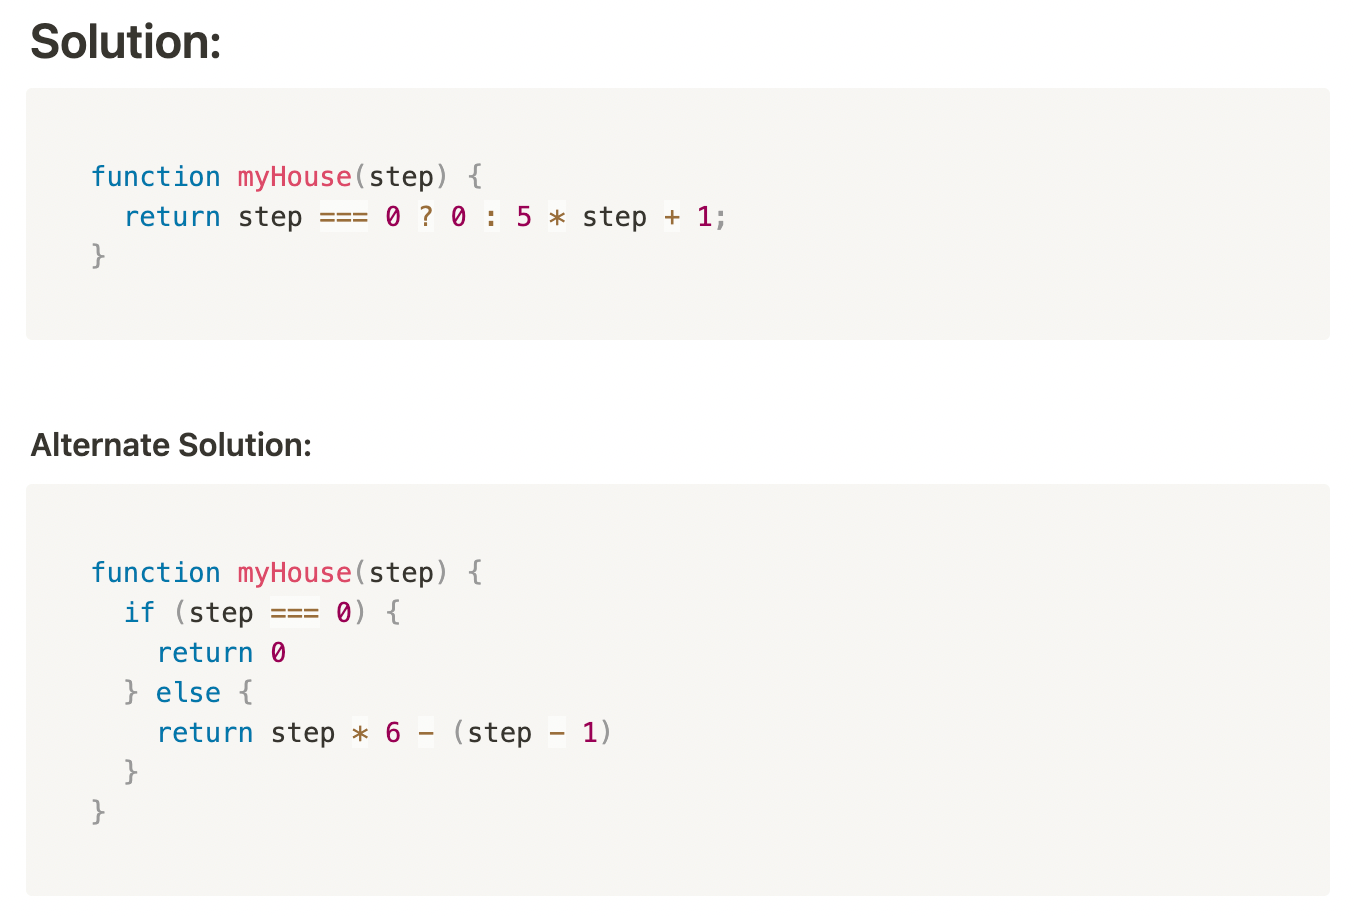 Solution:
function myHouse(step) {
  return step === 0 ? 0 : 5 * step + 1;
}
Alternate Solution:
function myHouse(step) {
  if (step === 0) {
    return 0
  } else {
    return step * 6 - (step - 1)
  }
}